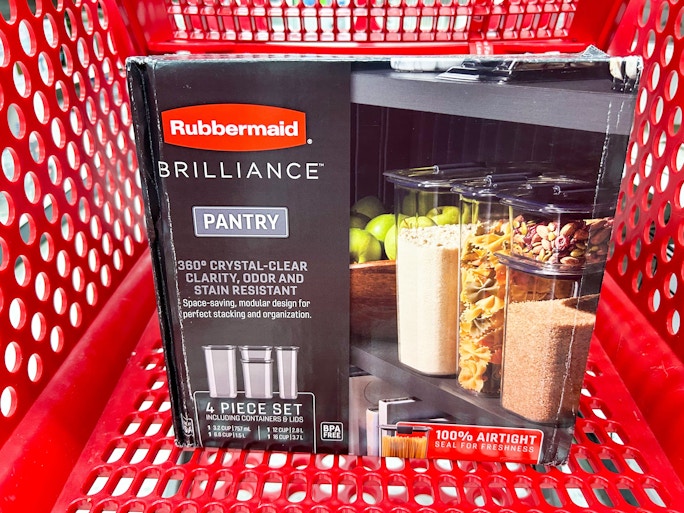 Rubbermaid®
BRILLIANCE™
PANTRY
360° CRYSTAL-CLEAR
CLARITY, ODOR AND
STAIN RESISTANT
Space-saving, modular design for
perfect stacking and organization.
4 PIECE SET
INCLUDING CONTAINERS & LIDS
1 3.2 CUP | 757 mL 1 12 CUP | 2.8 L
1 6.6 CUP | 1.5 L 1 16 CUP | 3.7 L
BPA
FREE
100% AIRTIGHT
SEAL FOR FRESHNESS